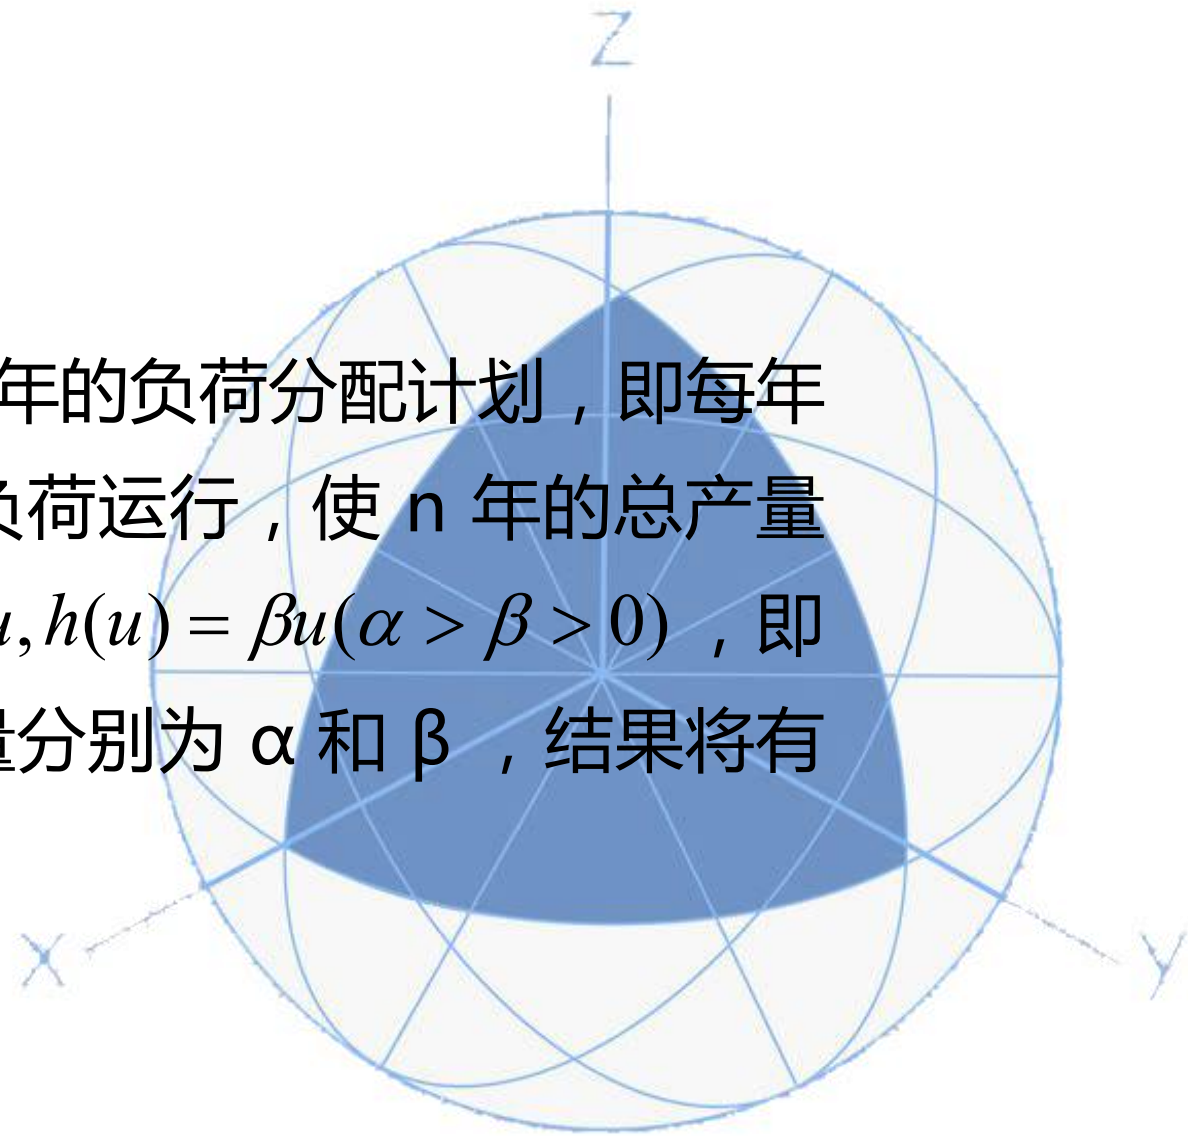 Z
年的负荷分配计划，即每年
负荷运行，使 n 年的总产量
u, h(u) = βu(α > β > 0) ，即
量分别为 α 和 β ，结果将有
X
Y